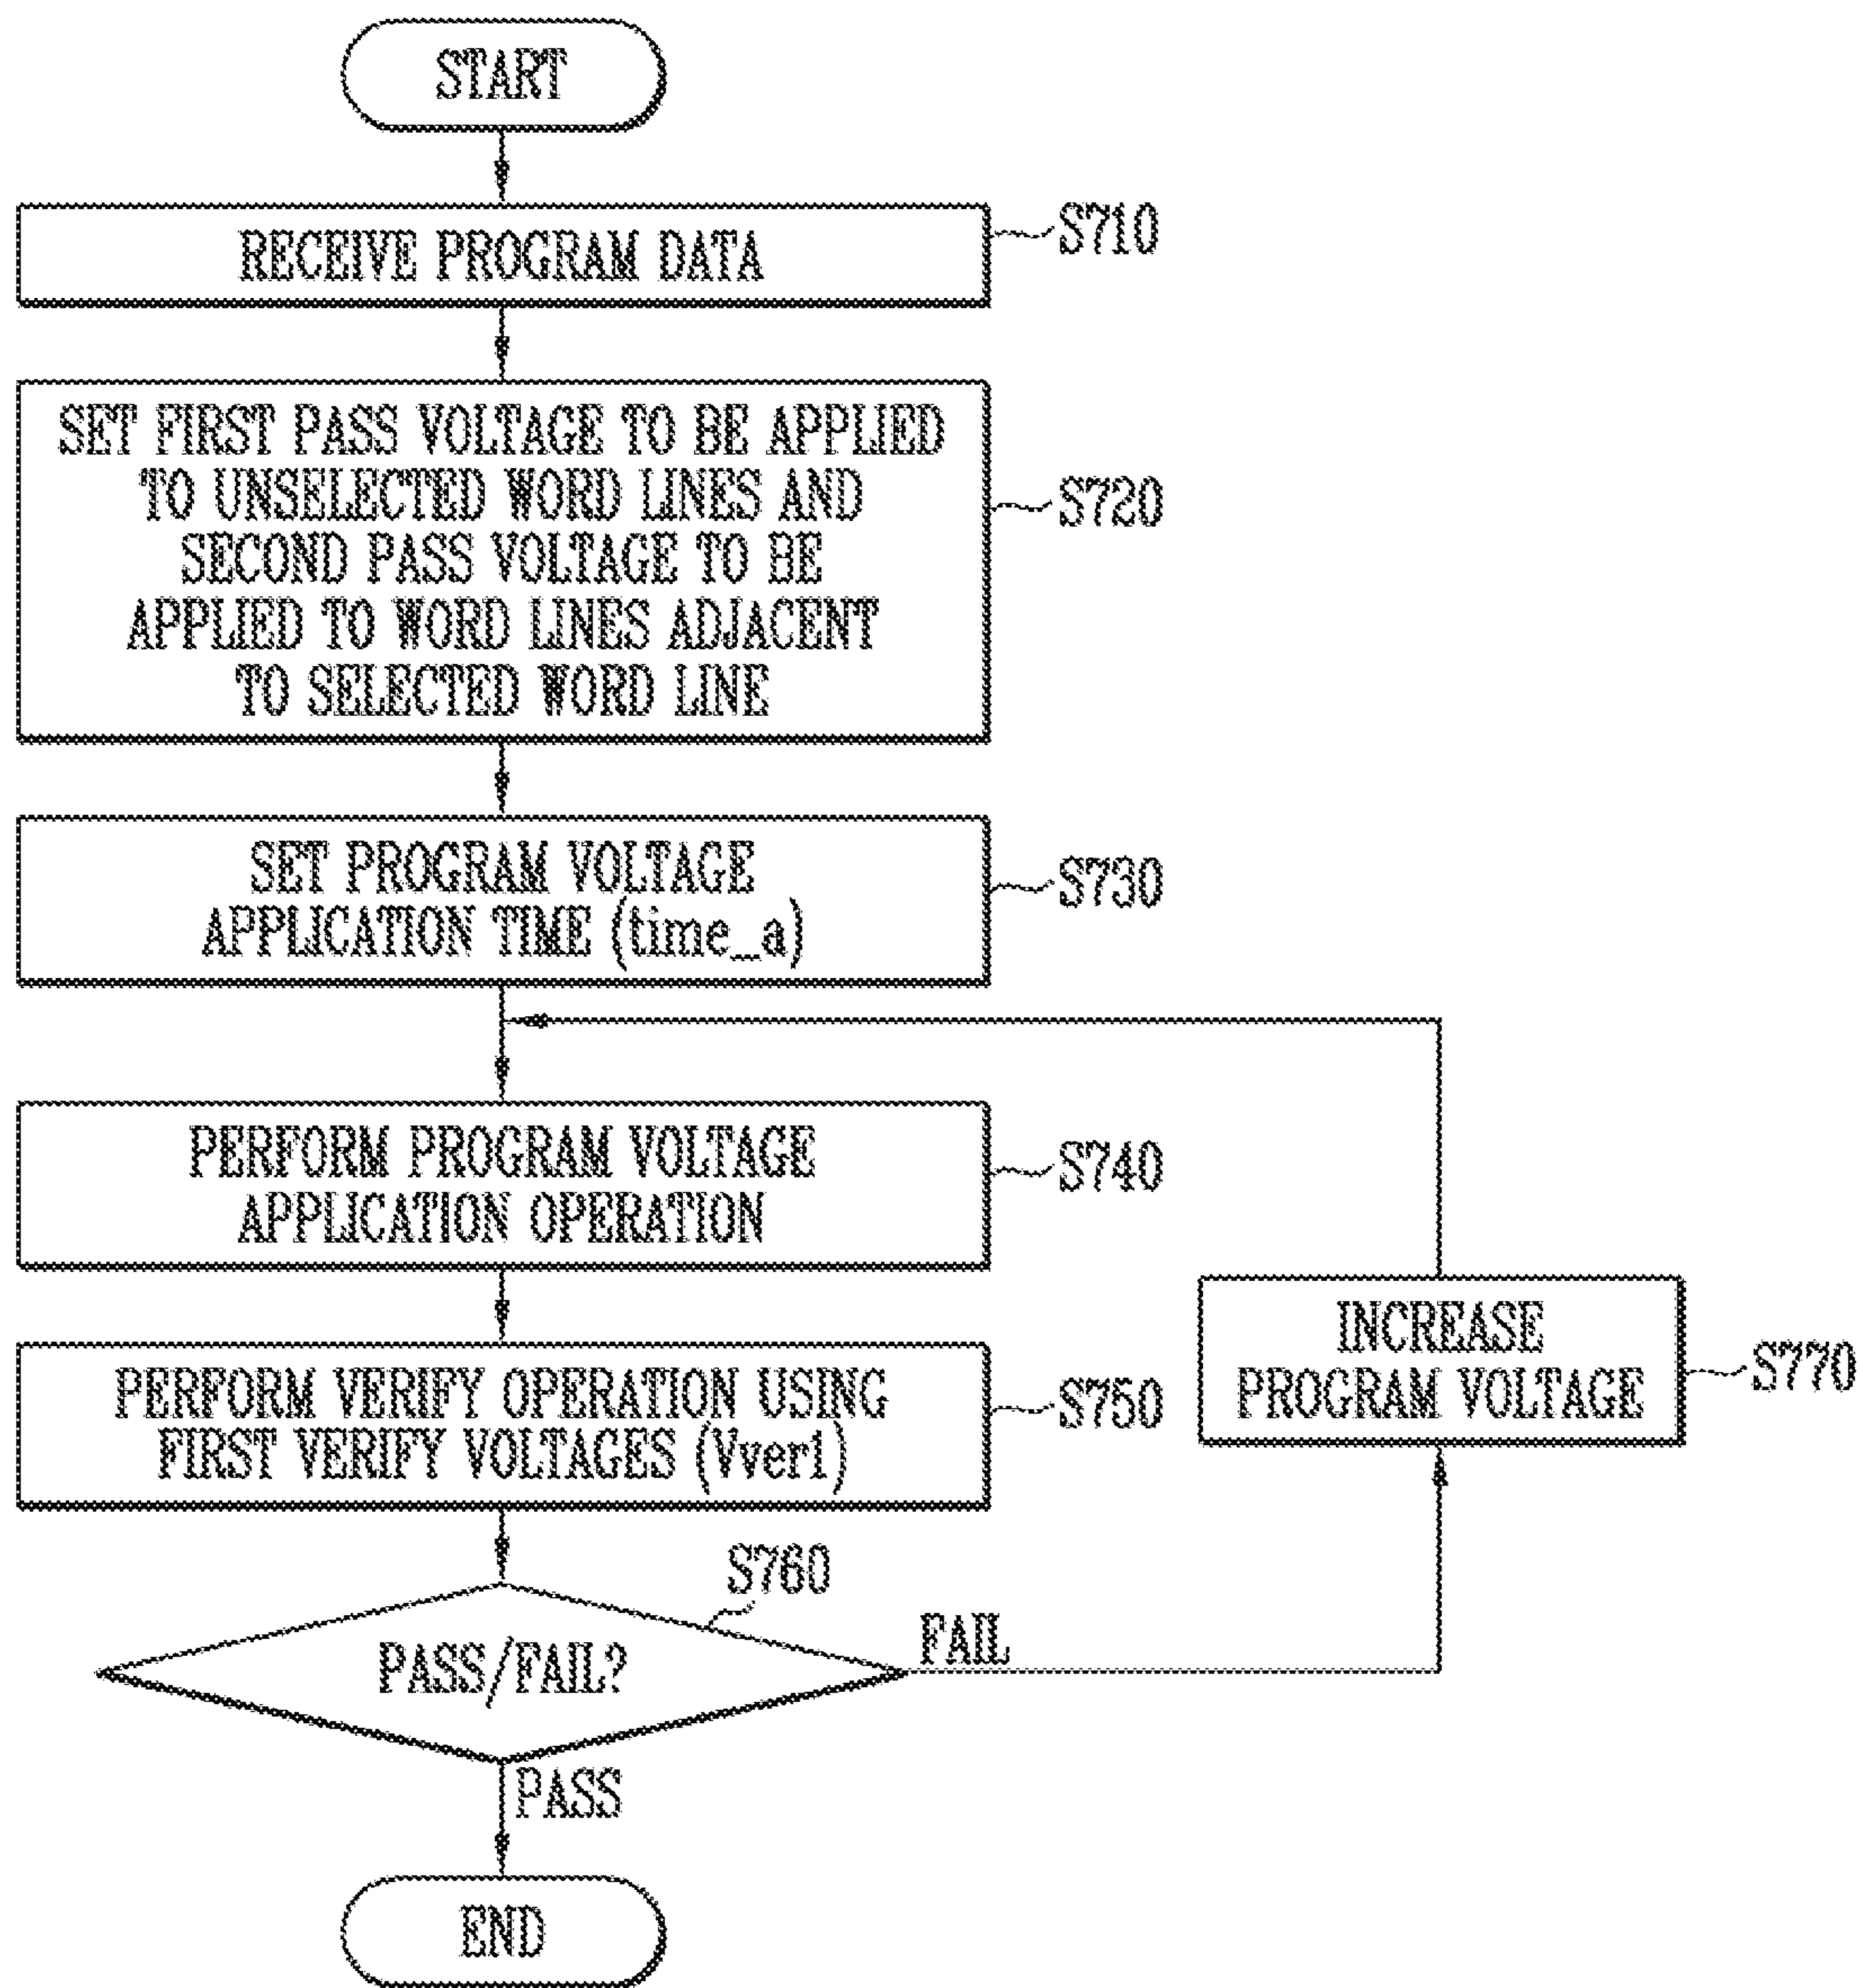 START
RECEIVE PROGRAM DATA
S710
SET FIRST PASS VOLTAGE TO BE APPLIED
TO UNSELECTED WORD LINES AND
SECOND PASS VOLTAGE TO BE
APPLIED TO WORD LINES ADJACENT
TO SELECTED WORD LINE
S720
SET PROGRAM VOLTAGE
APPLICATION TIME (time_a)
S730
PERFORM PROGRAM VOLTAGE
APPLICATION OPERATION
S740
PERFORM VERIFY OPERATION USING
FIRST VERIFY VOLTAGES (Vver1)
S750
INCREASE
PROGRAM VOLTAGE
S770
S760
PASS/FAIL?
FAIL
PASS
END